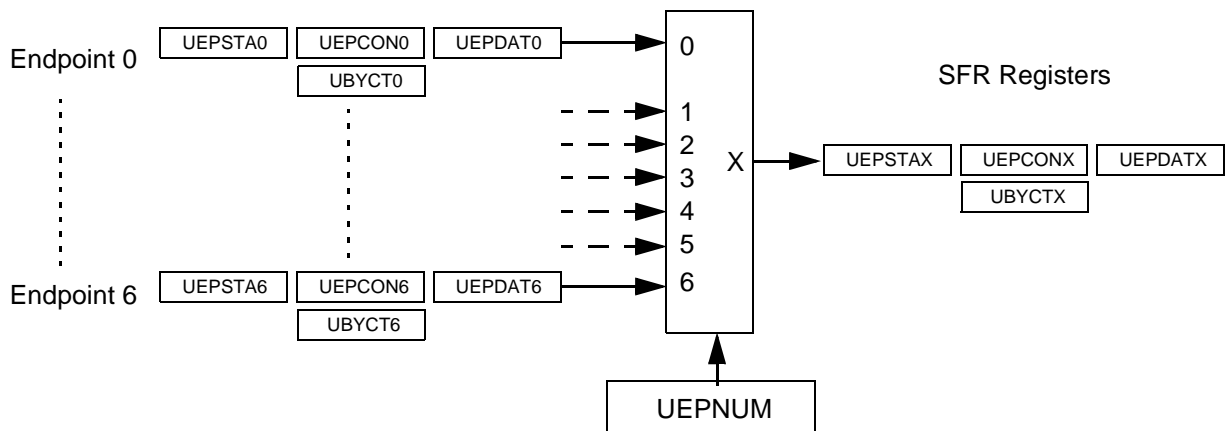 Endpoint 0 UEPSTA0 UEPCON0 UEPDAT0 0
UBYCT0
SFR Registers
1
2
X UEPSTAX UEPCONX UEPDATX
3
UBYCTX
4
5
Endpoint 6 UEPSTA6 UEPCON6 UEPDAT6 6
UBYCT6
UEPNUM